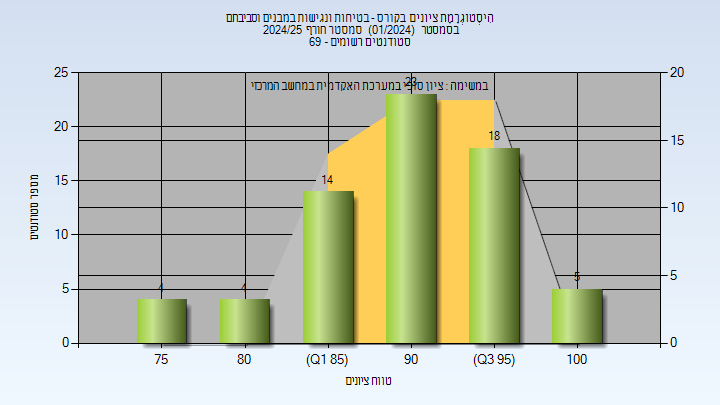 היסטוגרמת ציונים בקורס - בטיחות ונגישות במבנים וסביבתם
בסמסטר (01/2024) סמסטר חורף 2024/25
סטודנטים רשומים - 69
במשימה : ציון סופי במערכת האקדמית במחשב המרכזי
25
20
15
10
5
0
20
15
10
5
0
מספר סטודנטים
4
4
14
23
18
5
75
80
(Q1 85)
90
(Q3 95)
100
טווח ציונים